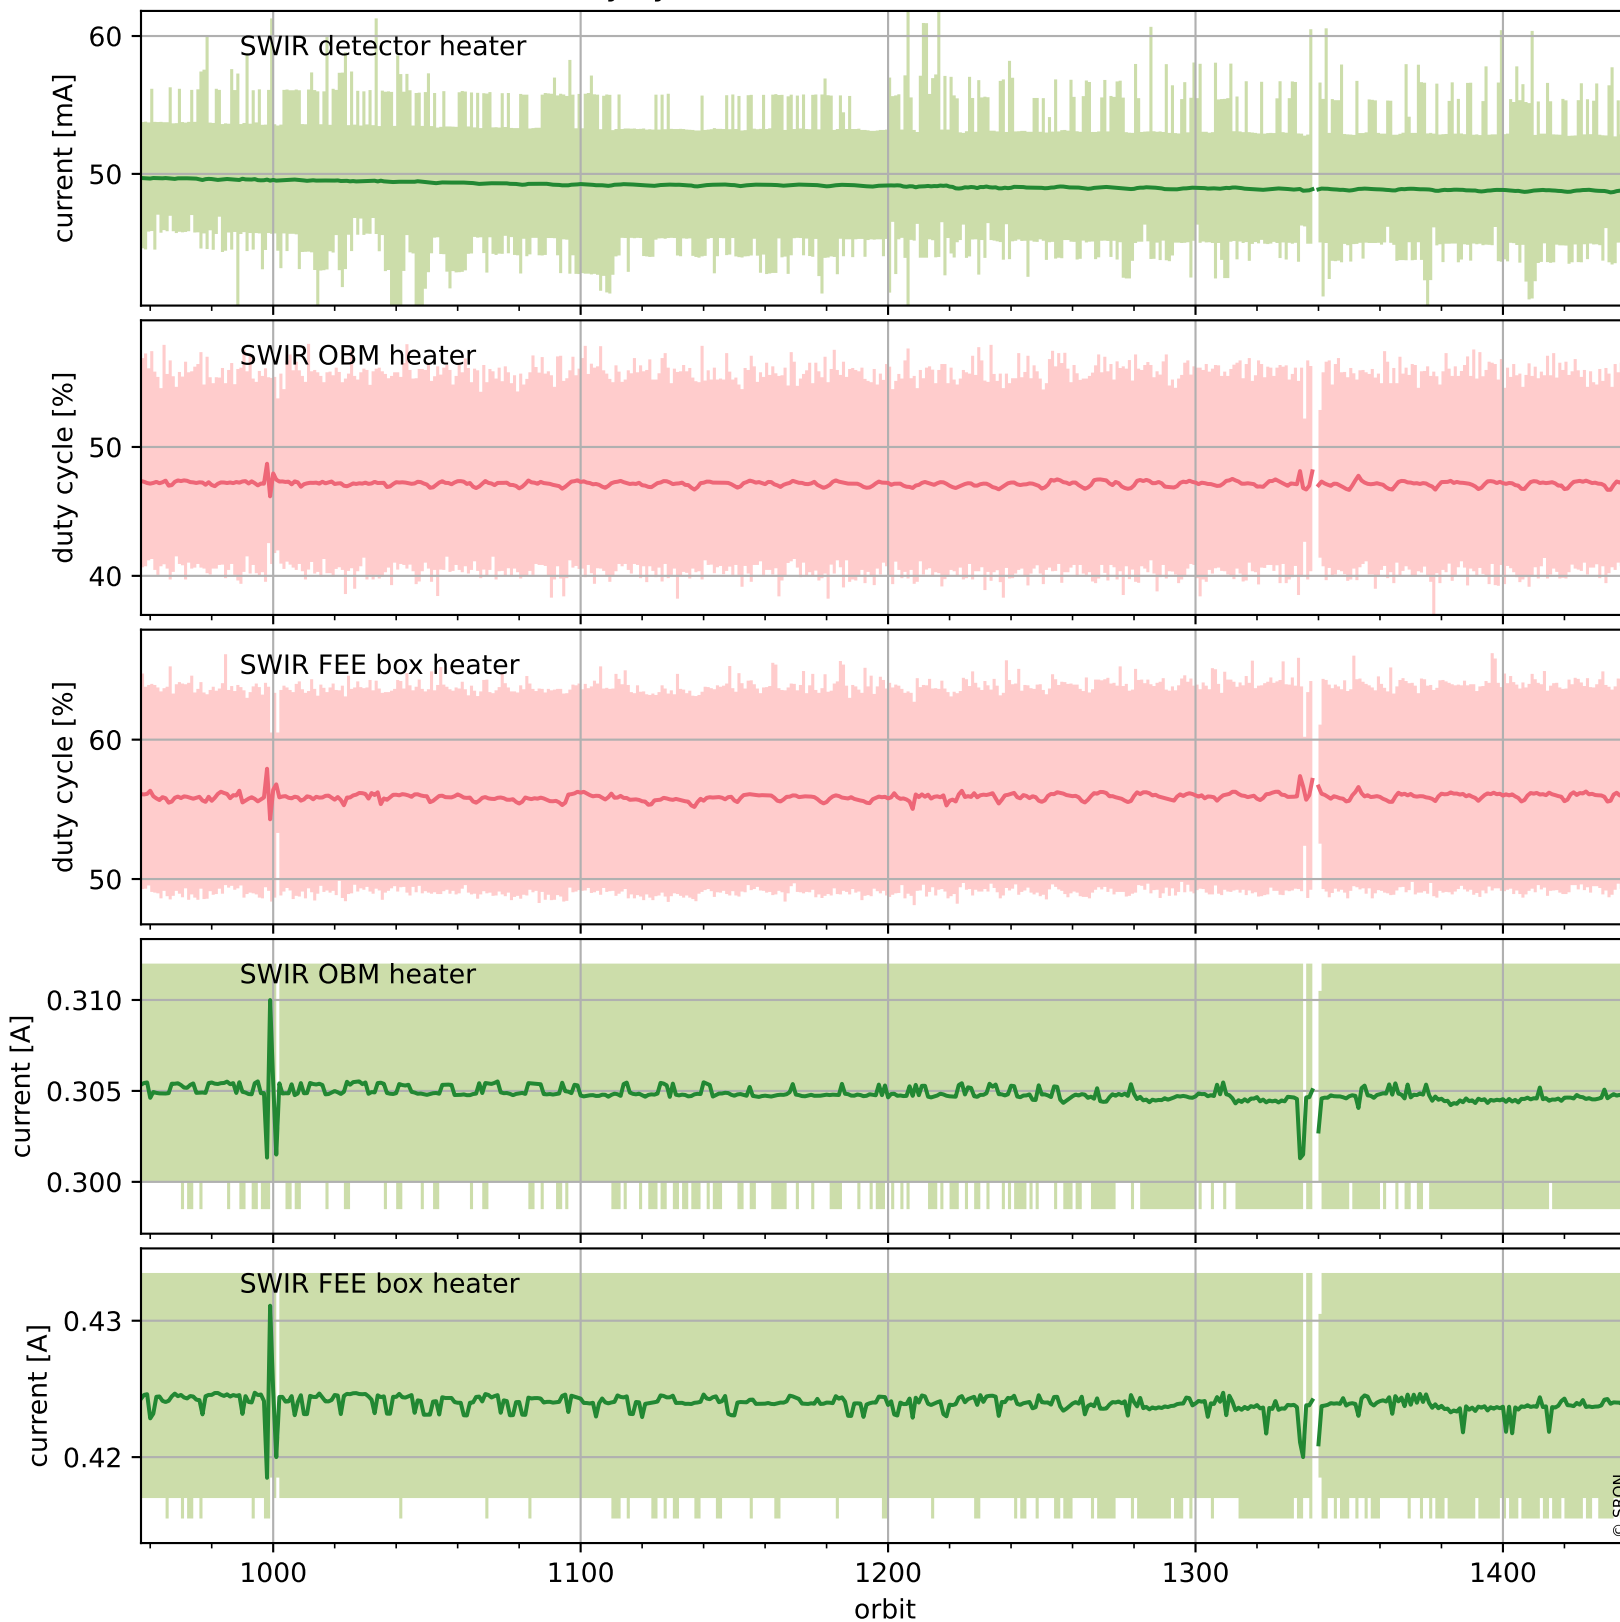 60
SWIR detector heater
current [mA]
50
SWIR OBM heater
duty cycle [%]
50
40
SWIR FEE box heater
duty cycle [%]
60
50
SWIR OBM heater
0.310
current [A]
0.305
0.300
SWIR FEE box heater
0.43
current [A]
0.42
© SRON
1000 1100 1200 1300 1400
orbit